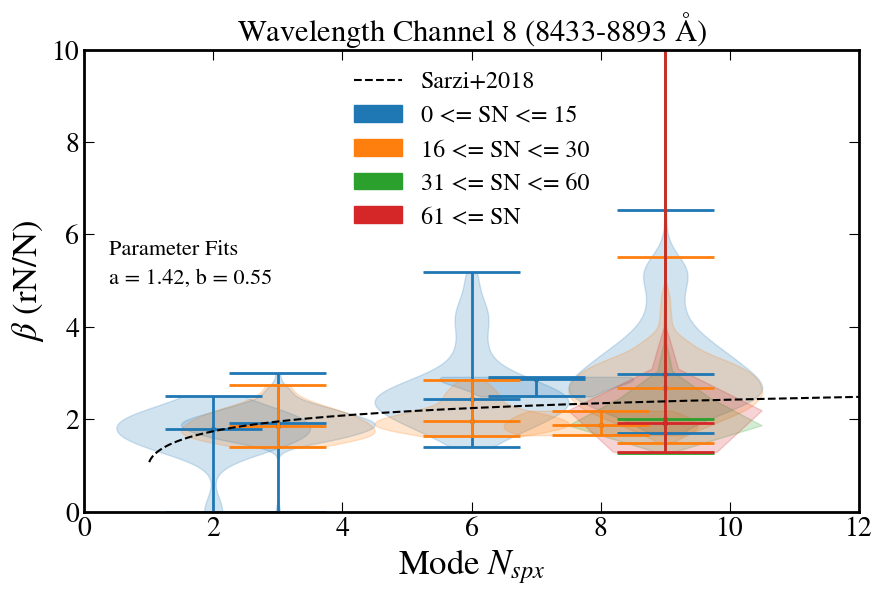 Wavelength Channel 8 (8433-8893 Å)
10
8
6
4
2
0
β (rN/N)
Sarzi+2018
0 <= SN <= 15
16 <= SN <= 30
31 <= SN <= 60
61 <= SN
Parameter Fits
a = 1.42, b = 0.55
0 2 4 6 8 10 12
Mode N_{spx}